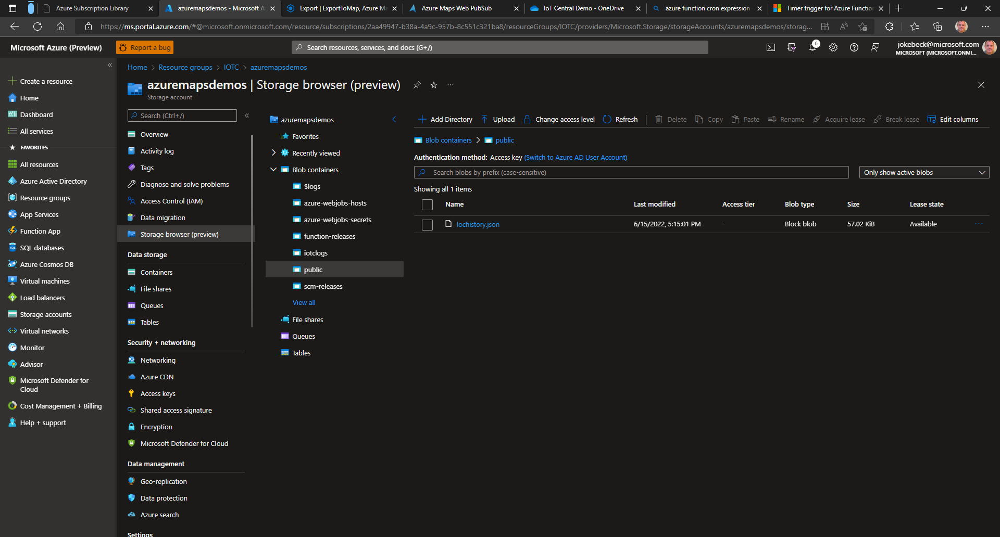 Azure Subscription Library
azuremapsdemos - Microsoft A
Export | ExportToMap, Azure Ma
Azure Maps Web PubSub
IoT Central Demo - OneDrive
azure function cron expression
Timer trigger for Azure Functio
https://ms.portal.azure.com/#@microsoft.onmicrosoft.com/resource/subscriptions/2aa49947-b38a-4a9c-957b-8c551c321ba8/resourceGroups/IOTC/providers/Microsoft.Storage/storageAccounts/azuremapsdemos/storag...
Microsoft Azure (Preview)
Report a bug
Search resources, services, and docs (G+/)
6
jokebeck@microsoft.com
MICROSOFT (MICROSOFT.ONMI...
Create a resource
Home
Dashboard
All services
FAVORITES
All resources
Azure Active Directory
Resource groups
App Services
Function App
SQL databases
Azure Cosmos DB
Virtual machines
Load balancers
Storage accounts
Virtual networks
Monitor
Advisor
Microsoft Defender for
Cloud
Cost Management + Billing
Help + support
Home > Resource groups > IOTC > azuremapsdemos
azuremapsdemos | Storage browser (preview)
Storage account
Search (Ctrl+/)
Overview
Activity log
Tags
Diagnose and solve problems
Access Control (IAM)
Data migration
Storage browser (preview)
Data storage
Containers
File shares
Queues
Tables
Security + networking
Networking
Azure CDN
Access keys
Shared access signature
Encryption
Microsoft Defender for Cloud
Data management
Geo-replication
Data protection
Azure search
Settings
azuremapsdemos
Favorites
Recently viewed
Blob containers
$logs
azure-webjobs-hosts
azure-webjobs-secrets
function-releases
iotclogs
public
scm-releases
View all
File shares
Queues
Tables
Add Directory
Upload
Change access level
Refresh
Delete
Copy
Paste
Rename
Acquire lease
Break lease
Edit columns
Blob containers > public
Authentication method: Access key (Switch to Azure AD User Account)
Search blobs by prefix (case-sensitive)
Only show active blobs
Showing all 1 items
Name Last modified Access tier Blob type Size Lease state
lochistory.json 6/15/2022, 5:15:01 PM - Block blob 57.02 KiB Available ...